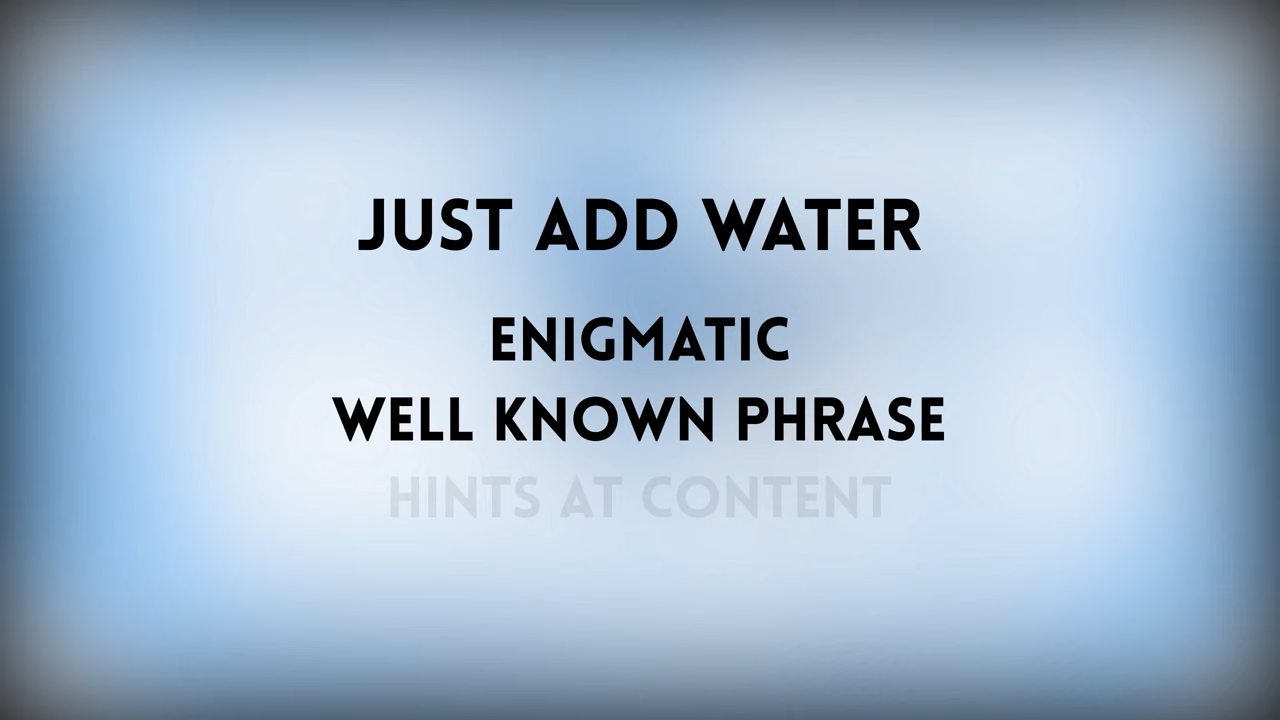 JUST ADD WATER
ENIGMATIC
WELL KNOWN PHRASE
HINTS AT CONTENT